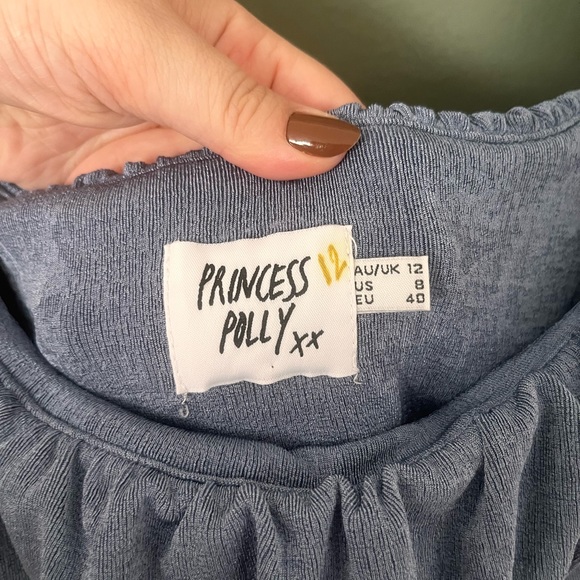 PRINCESS 12
POLLY xx
AU/UK 12
US 8
EU 40